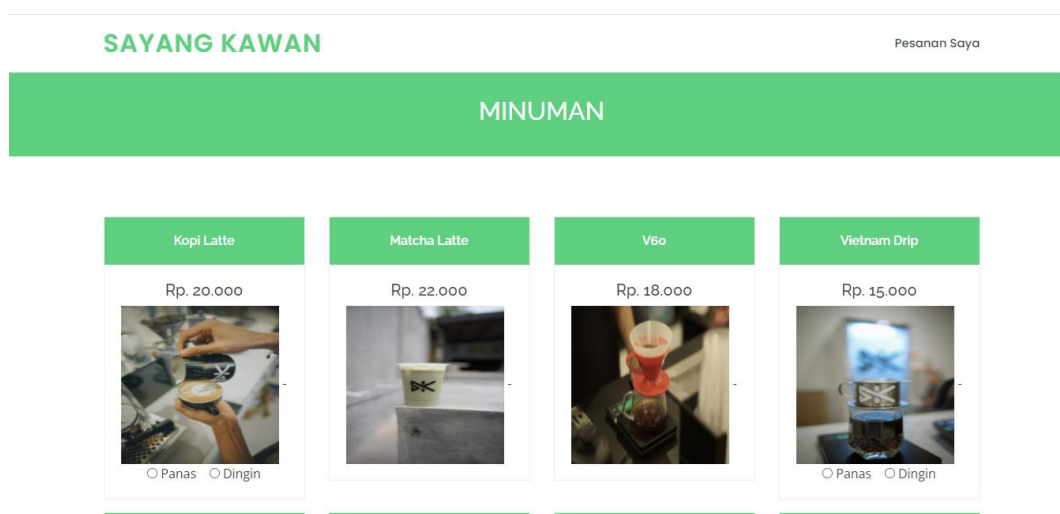 SAYANG KAWAN
Pesanan Saya
MINUMAN
Kopi Latte
Rp. 20.000
-
Panas Dingin
Matcha Latte
Rp. 22.000
-
V60
Rp. 18.000
-
Vietnam Drip
Rp. 15.000
-
Panas Dingin